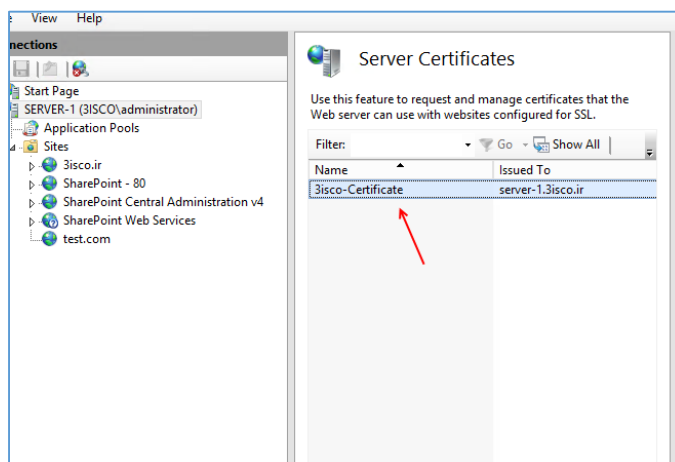 View Help
nections
Start Page
SERVER-1 (3ISCO\administrator)
Application Pools
Sites
3isco.ir
SharePoint - 80
SharePoint Central Administration v4
SharePoint Web Services
test.com
Server Certificates
Use this feature to request and manage certificates that the
Web server can use with websites configured for SSL.
Filter: Go Show All
Name Issued To
3isco-Certificate server-1.3isco.ir